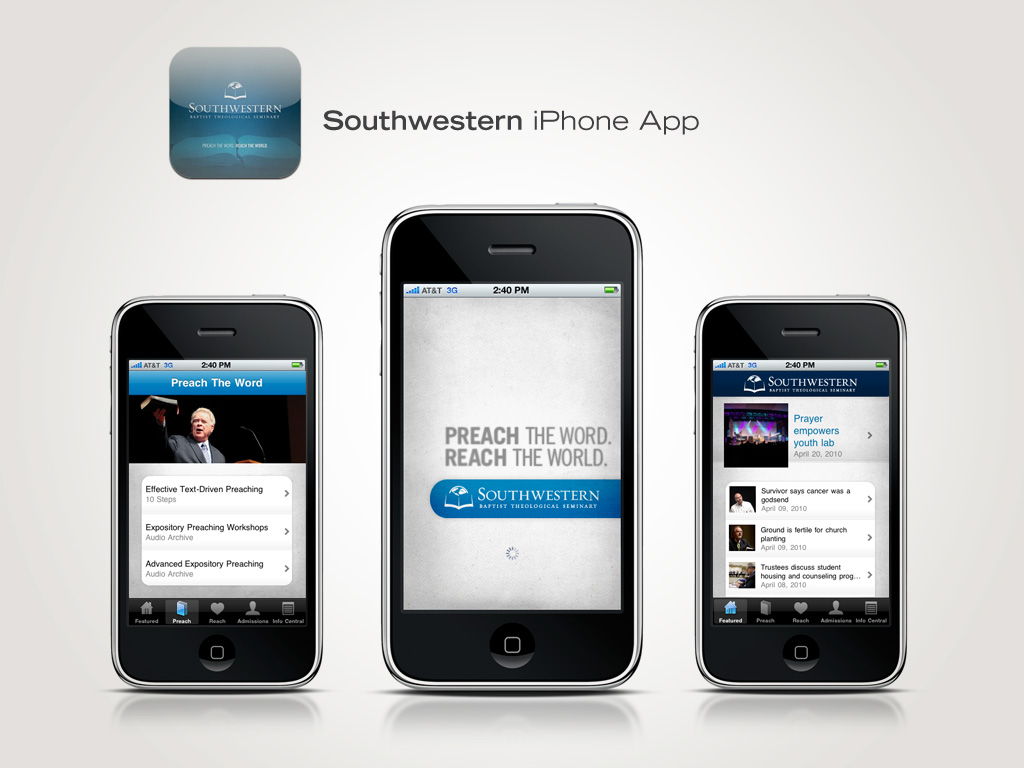 SOUTHWESTERN
BAPTIST THEOLOGICAL SEMINARY
PREACH THE WORD. REACH THE WORLD.
Southwestern iPhone App
AT&T 3G 2:40 PM
Preach The Word
Effective Text-Driven Preaching
10 Steps
Expository Preaching Workshops
Audio Archive
Advanced Expository Preaching
Audio Archive
Featured Preach Reach Admissions Info Central
AT&T 3G 2:40 PM
PREACH THE WORD.
REACH THE WORLD.
SOUTHWESTERN
BAPTIST THEOLOGICAL SEMINARY
AT&T 3G 2:40 PM
SOUTHWESTERN
BAPTIST THEOLOGICAL SEMINARY
Prayer
empowers
youth lab
April 20, 2010
Survivor says cancer was a
godsend
April 09, 2010
Ground is fertile for church
planting
April 09, 2010
Trustees discuss student
housing and counseling prog...
April 08, 2010
Featured Preach Reach Admissions Info Central